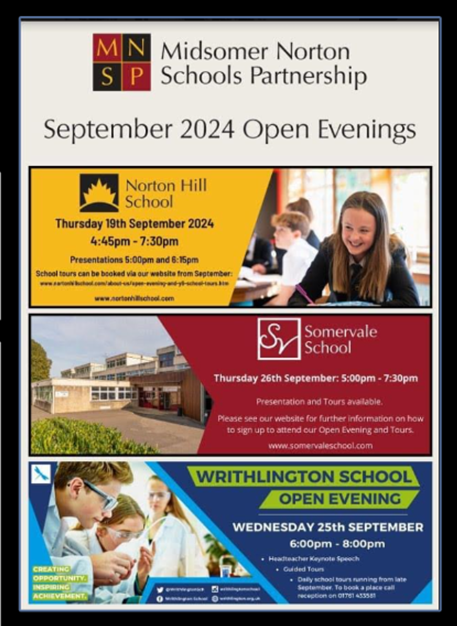 MN
SP
Midsomer Norton
Schools Partnership
September 2024 Open Evenings
Norton Hill
School
Thursday 19th September 2024
4:45pm - 7:30pm
Presentations 5:00pm and 6:15pm
School tours can be booked via our website from September:
www.nortonhillschool.com/about-us/open-evening-and-y6-school-tours.htm
www.nortonhillschool.com
SV
Somervale
School
Thursday 26th September: 5:00pm - 7:30pm
Presentation and Tours available.
Please see our website for further information on how
to sign up to attend our Open Evening and Tours.
www.somervaleschool.com
WRITHLINGTON SCHOOL
OPEN EVENING
WEDNESDAY 25th SEPTEMBER
6:00pm - 8:00pm
• Headteacher Keynote Speech
• Guided Tours
• Daily school tours running from late
September. To book a place call
reception on 01761 433581
CREATING
OPPORTUNITY.
INSPIRING
ACHIEVEMENT.
Writhlington School
writhlington.org.uk